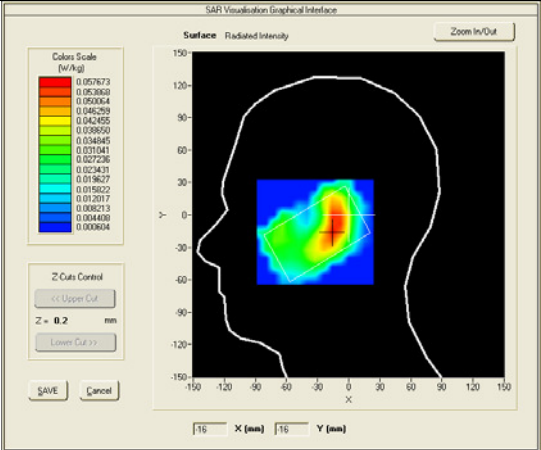 SAR Visualisation Graphical Interface
Surface Radiated Intensity
Zoom In/Out
Colors Scale
(W/kg)
0.057673
0.053868
0.050064
0.046259
0.042455
0.038650
0.034845
0.031041
0.027236
0.023431
0.019627
0.015822
0.012017
0.008213
0.004408
0.000604
Z-Cuts Control
<< Upper Cut
Z = 0.2 mm
Lower Cut >>
SAVE Cancel
150-
120-
90-
60-
30-
0-
-30-
-60-
-90-
-120-
-150-
Y
-150 -120 -90 -60 -30 0 30 60 90 120 150
X
-16 X (mm) -16 Y (mm)